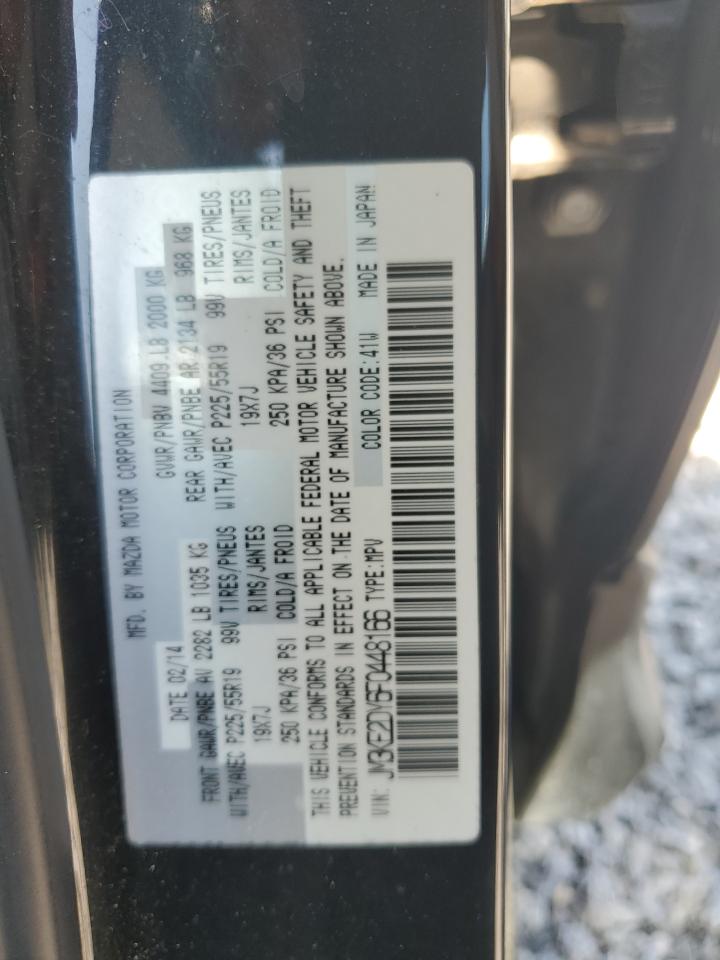 MFD. BY MAZDA MOTOR CORPORATION
DATE 02/14 GVWR/PNBV 4409 LB 2000 KG
FRONT GAWR/PNBE AV 2282 LB 1035 KG REAR GAWR/PNBE AR 2134 LB 968 KG
WITH/AVEC P225/55R19 99V TIRES/PNEUS WITH/AVEC P225/55R19 99V TIRES/PNEUS
19X7J RIMS/JANTES 19X7J RIMS/JANTES
250 KPA/36 PSI COLD/A FROID 250 KPA/36 PSI COLD/A FROID
THIS VEHICLE CONFORMS TO ALL APPLICABLE FEDERAL MOTOR VEHICLE SAFETY AND THEFT
PREVENTION STANDARDS IN EFFECT ON THE DATE OF MANUFACTURE SHOWN ABOVE.
VIN: JM3KE2DY5F0448166 TYPE:MPV COLOR CODE:41W MADE IN JAPAN